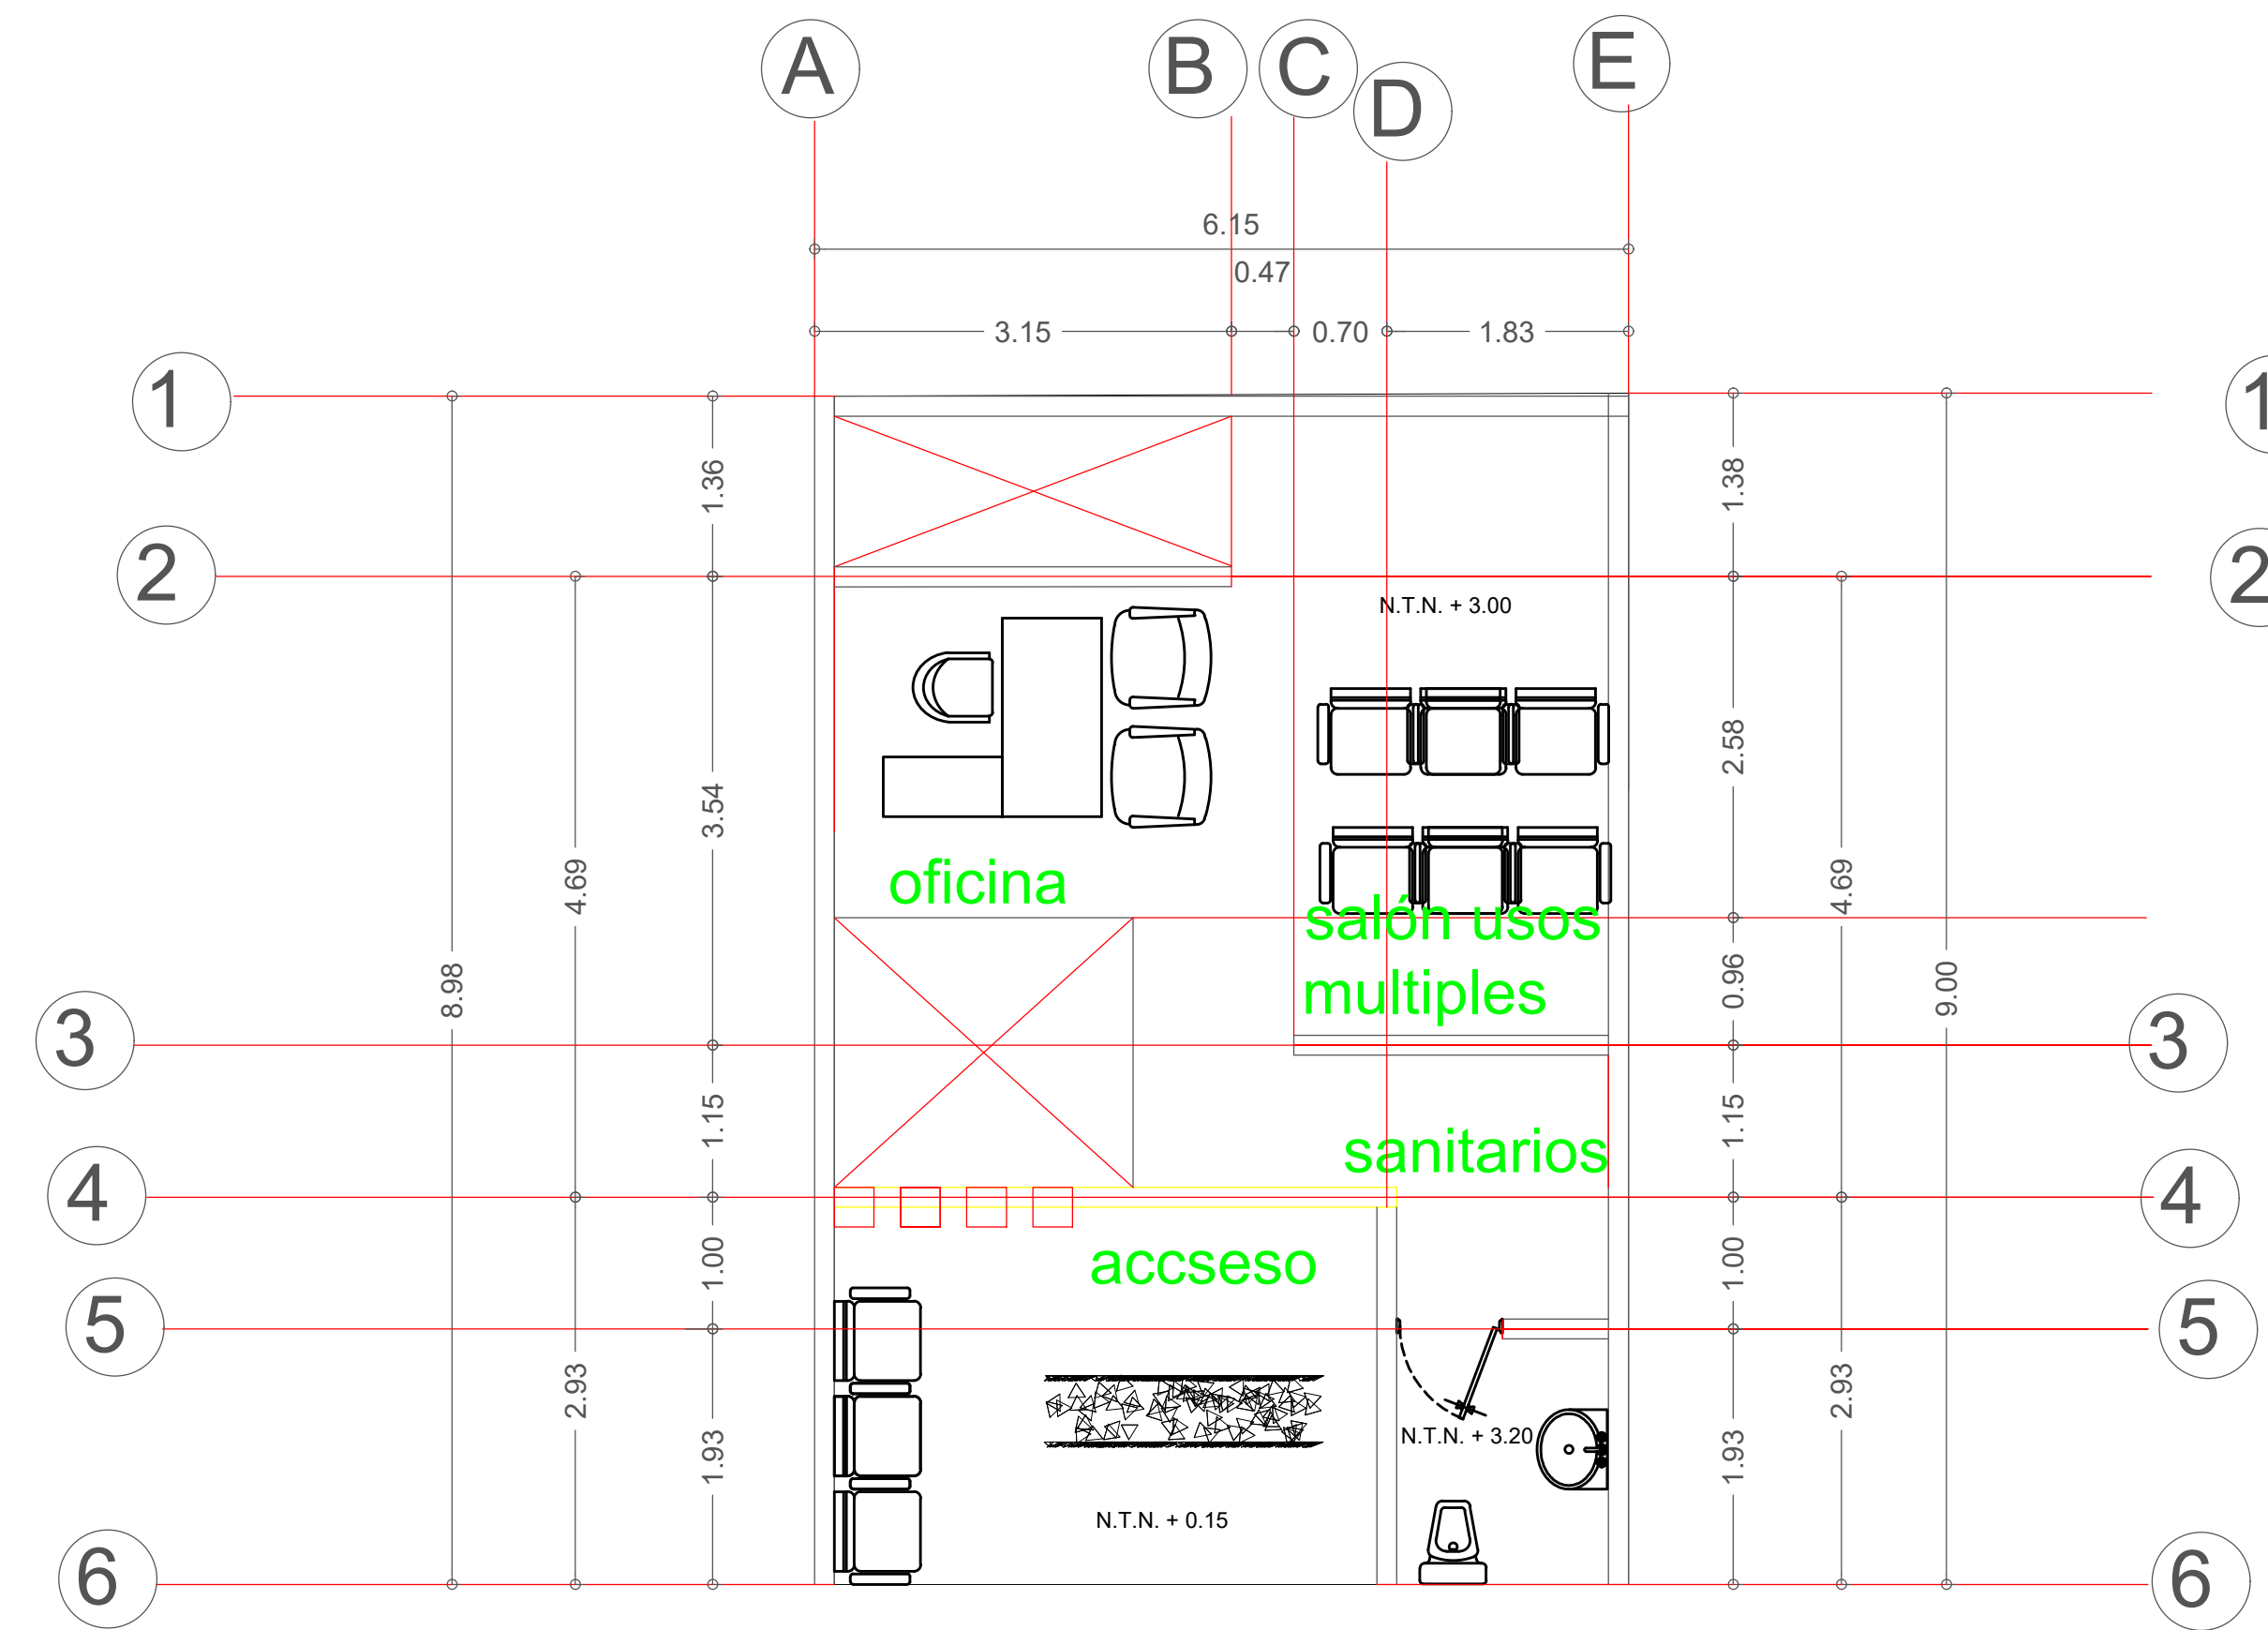 A
B
C
D
E
6.15
0.47
3.15
0.70
1.83
1
1
1.36
1.38
2
2
N.T.N. + 3.00
2.58
3.54
4.69
4.69
oficina
salón usos
multiples
8.98
0.96
9.00
3
3
1.15
1.15
sanitarios
4
4
1.00
1.00
accseso
5
5
2.93
2.93
1.93
1.93
N.T.N. + 3.20
N.T.N. + 0.15
6
6